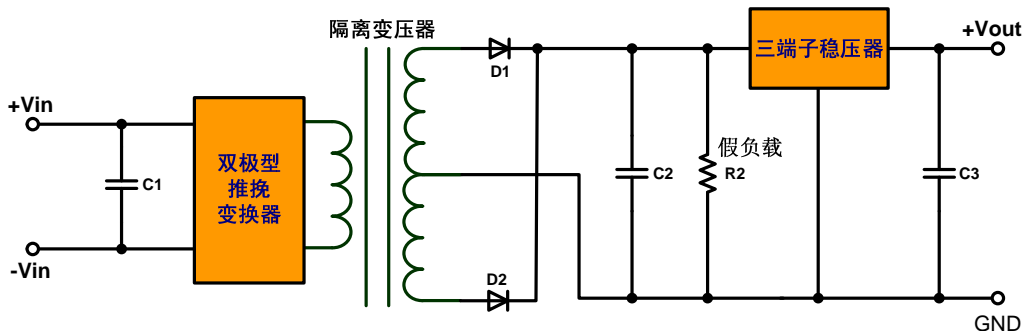 隔离变压器
三端子稳压器
+Vout
D1
+Vin
双极型
推挽
变换器
C1
假负载
C2
R2
C3
-Vin
D2
GND